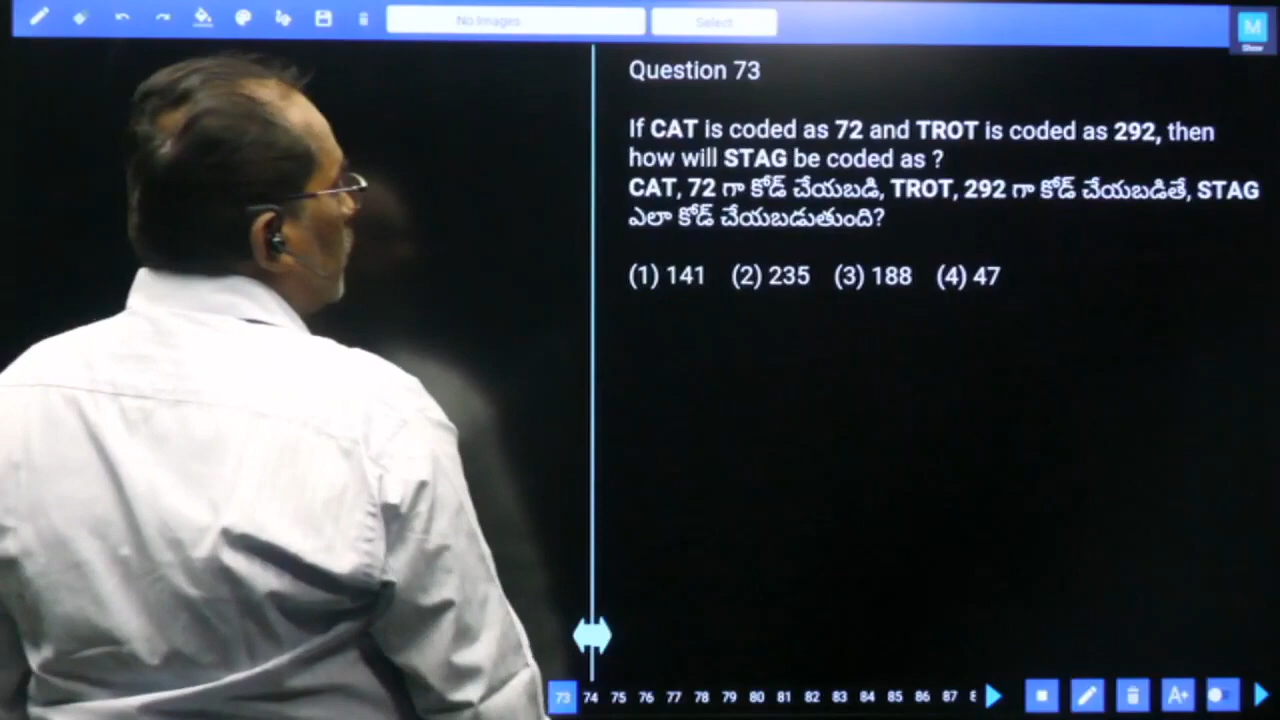 No Images
Select
M
Show
Question 73
If CAT is coded as 72 and TROT is coded as 292, then
how will STAG be coded as ?
CAT, 72 గా కోడ్ చేయబడి, TROT, 292 గా కోడ్ చేయబడితే, STAG
ఎలా కోడ్ చేయబడుతుంది?
(1) 141 (2) 235 (3) 188 (4) 47
73 74 75 76 77 78 79 80 81 82 83 84 85 86 87
A+